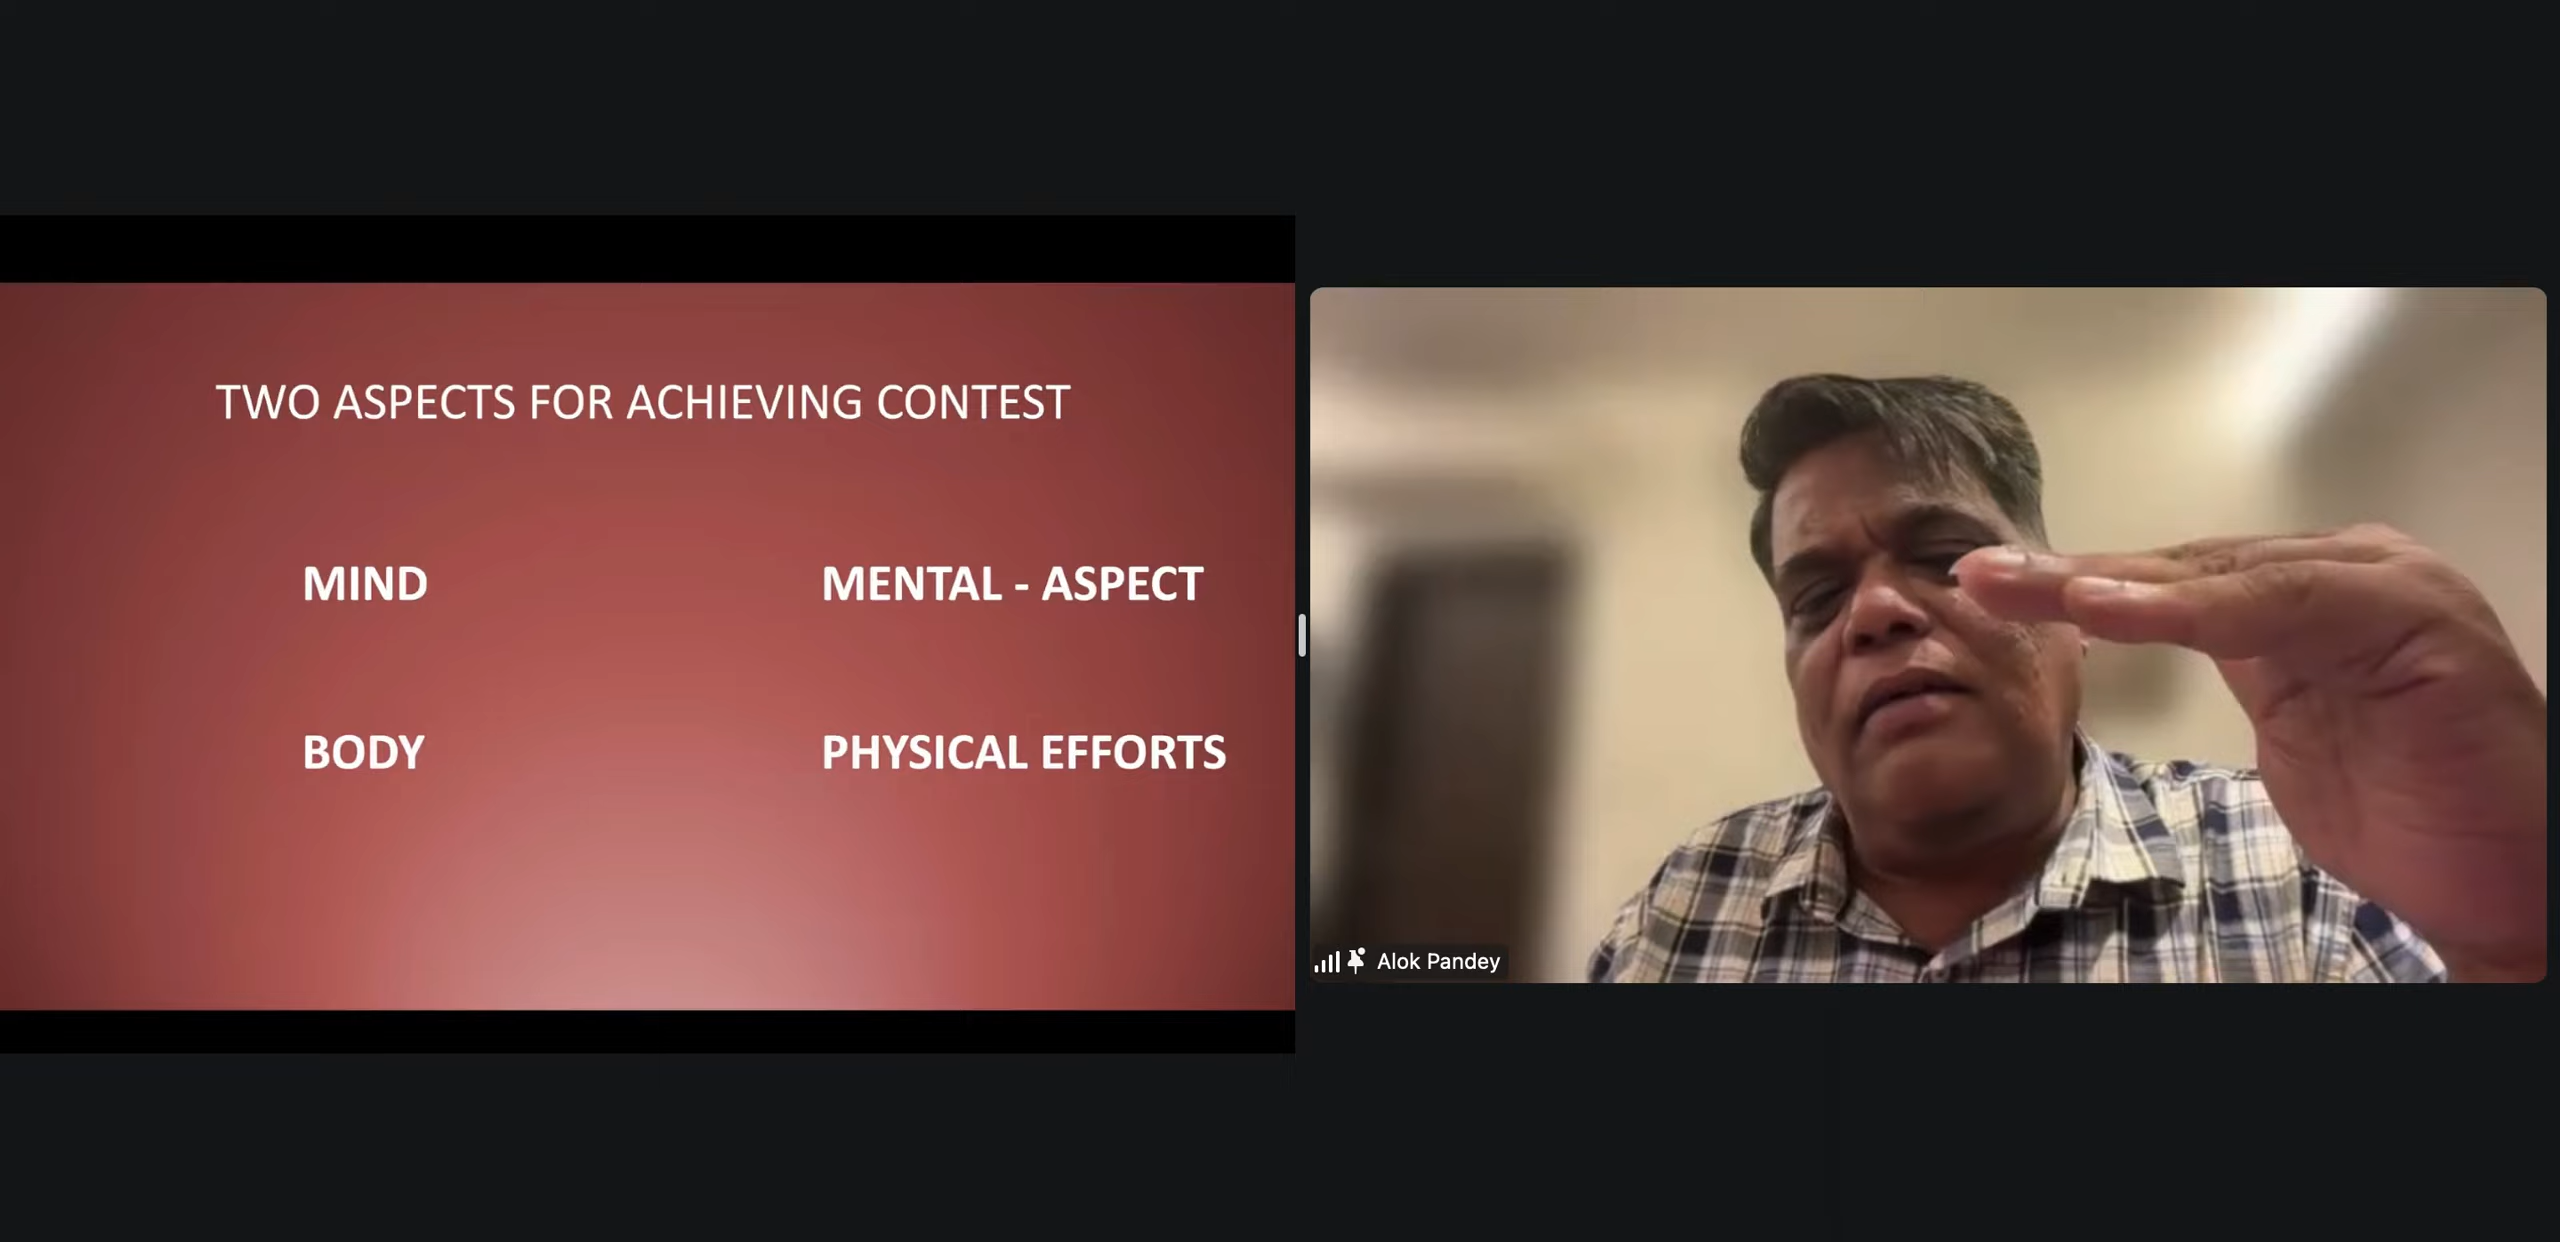 TWO ASPECTS FOR ACHIEVING CONTEST
MIND MENTAL - ASPECT
BODY PHYSICAL EFFORTS
Alok Pandey